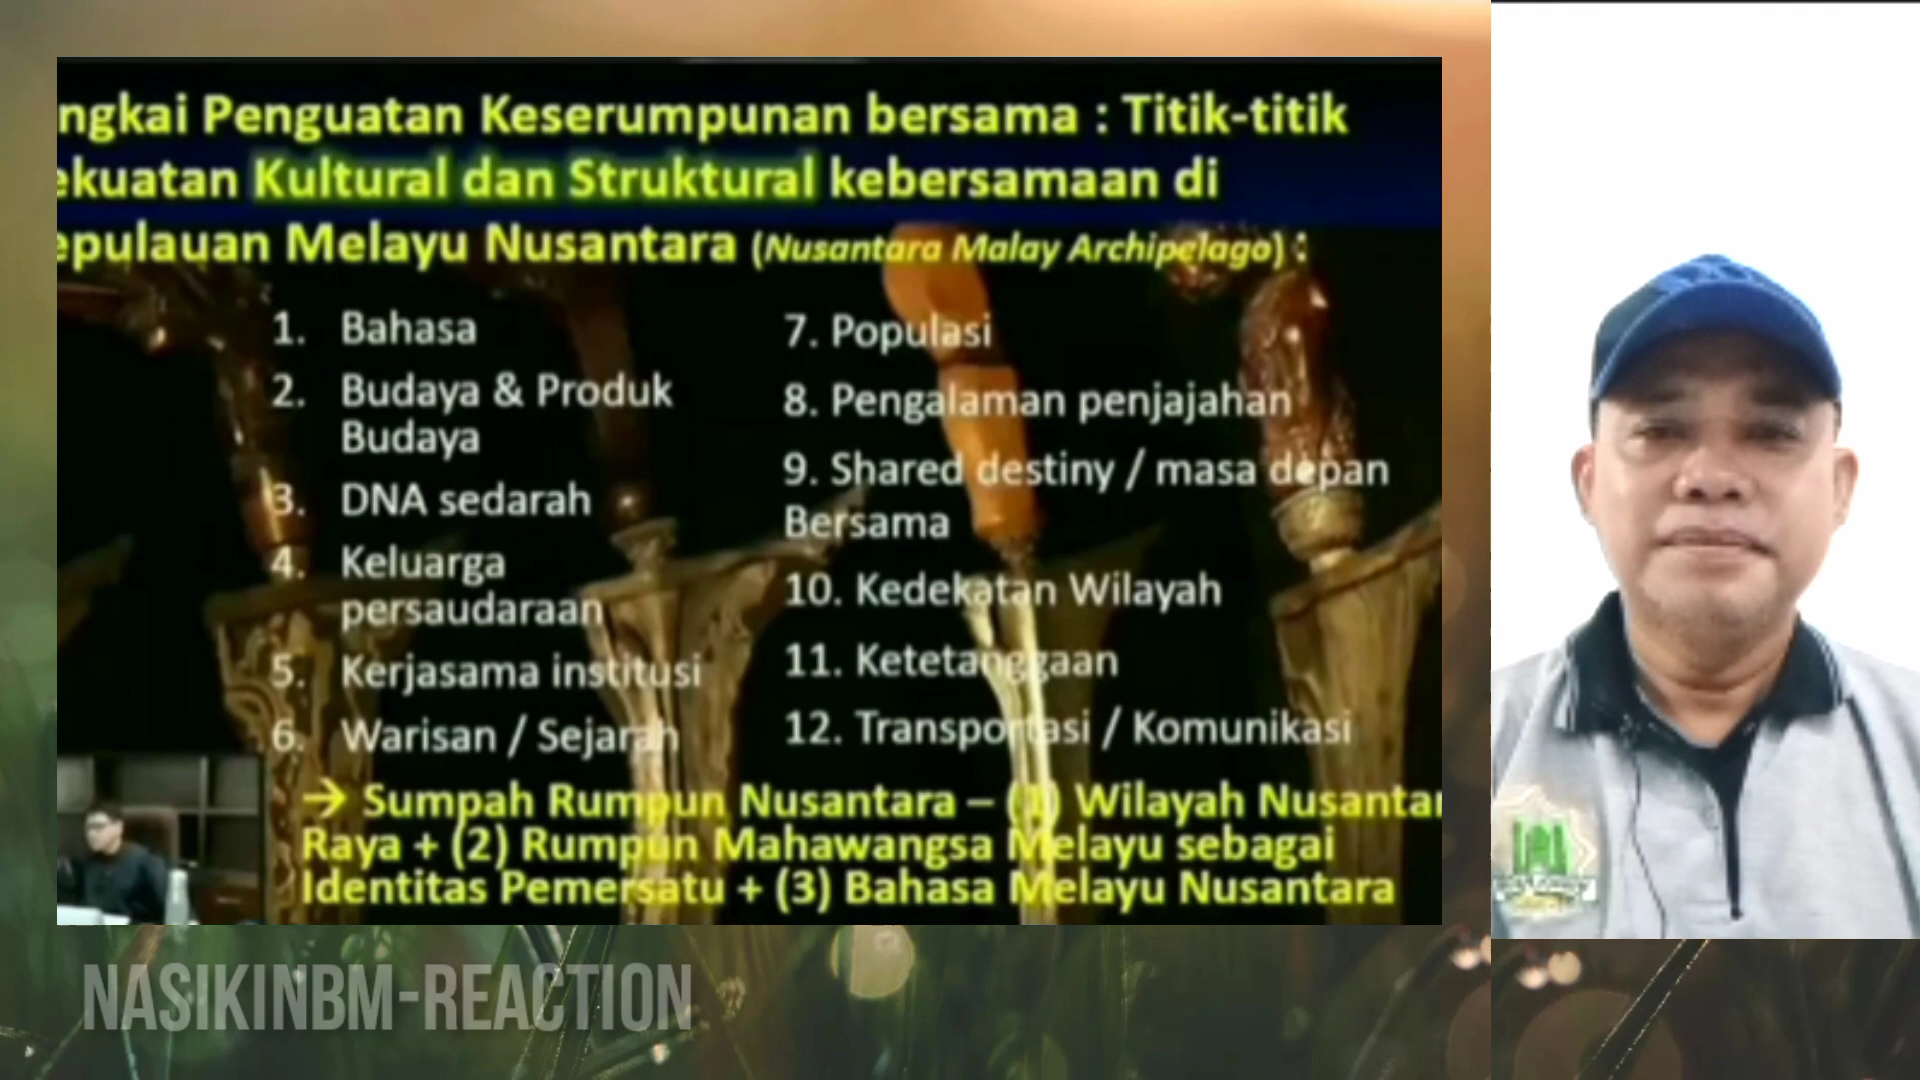 ngkai Penguatan Keserumpunan bersama : Titik-titik
ekuatan Kultural dan Struktural kebersamaan di
epulauan Melayu Nusantara (Nusantara Malay Archipelago) :
1. Bahasa
2. Budaya & Produk
Budaya
3. DNA sedarah
4. Keluarga
persaudaraan
5. Kerjasama institusi
6. Warisan / Sejarah
7. Populasi
8. Pengalaman penjajahan
9. Shared destiny / masa depan
Bersama
10. Kedekatan Wilayah
11. Ketetanggaan
12. Transportasi / Komunikasi
→ Sumpah Rumpun Nusantara – (1) Wilayah Nusantar
Raya + (2) Rumpun Mahawangsa Melayu sebagai
Identitas Pemersatu + (3) Bahasa Melayu Nusantara
NASIKINBM-REACTION